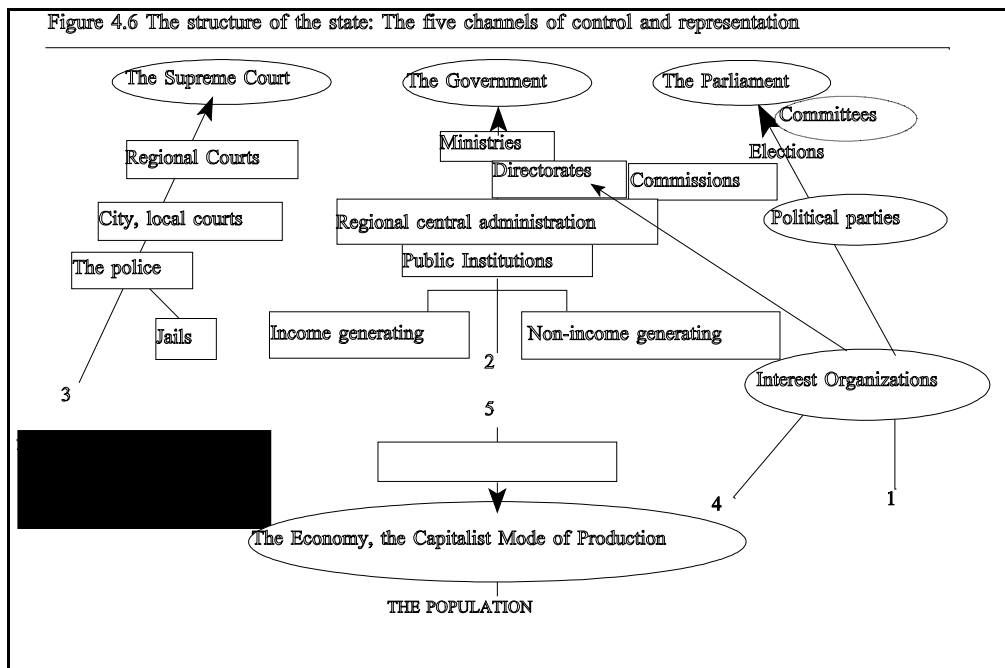 Figure 4.6 The structure of the state: The five channels of control and representation
The Supreme Court
The Government
The Parliament
Committees
Ministries
Elections
Regional Courts
Directorates
Commissions
City, local courts
Regional central administration
Political parties
The police
Public Institutions
Jails
Income generating
Non-income generating
2
Interest Organizations
3
5
4
1
The Economy, the Capitalist Mode of Production
THE POPULATION